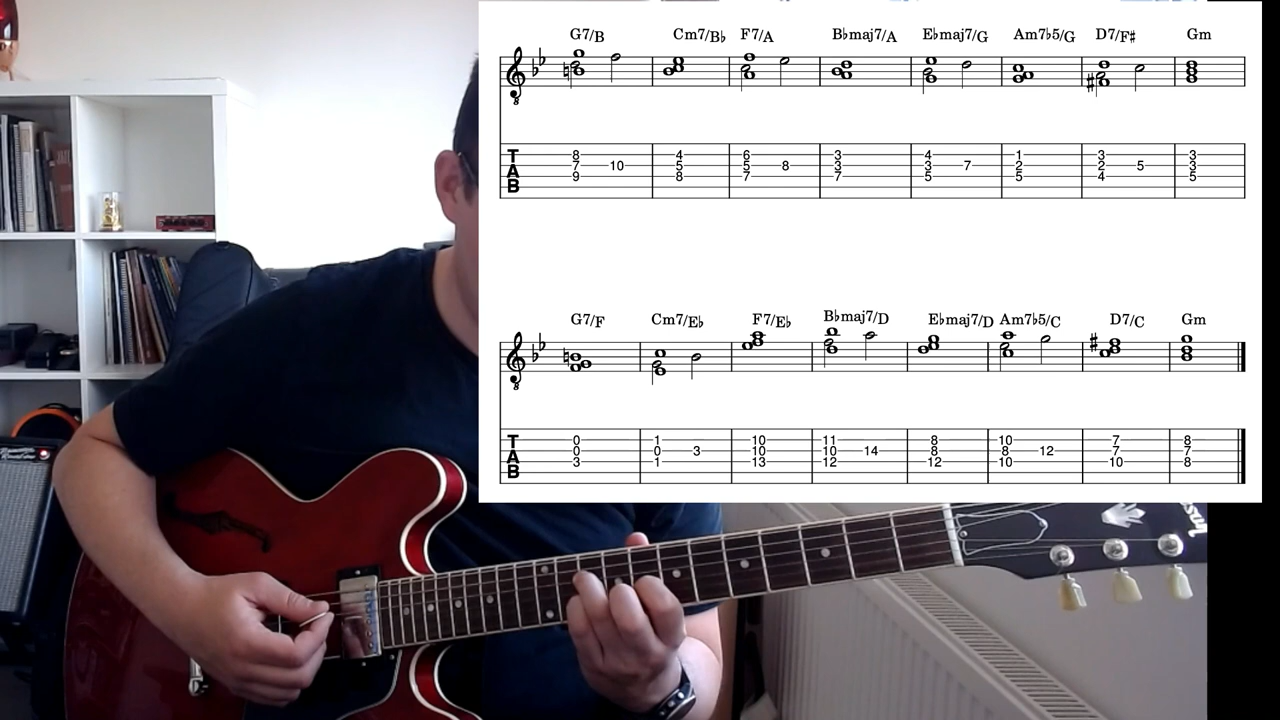 G7/B Cm7/B♭ F7/A B♭maj7/A E♭maj7/G Am7♭5/G D7/F♯ Gm
8
T 8 4 6 3 4 1 3 3
A 7 10 5 5 8 3 3 7 2 2 5 3
B 9 8 7 7 5 5 4 5
G7/F Cm7/E♭ F7/E♭ B♭maj7/D E♭maj7/D Am7♭5/C D7/C Gm
8
T 0 1 10 11 8 10 7 8
A 0 0 3 10 10 14 8 8 12 7 7
B 3 1 13 12 12 10 10 8